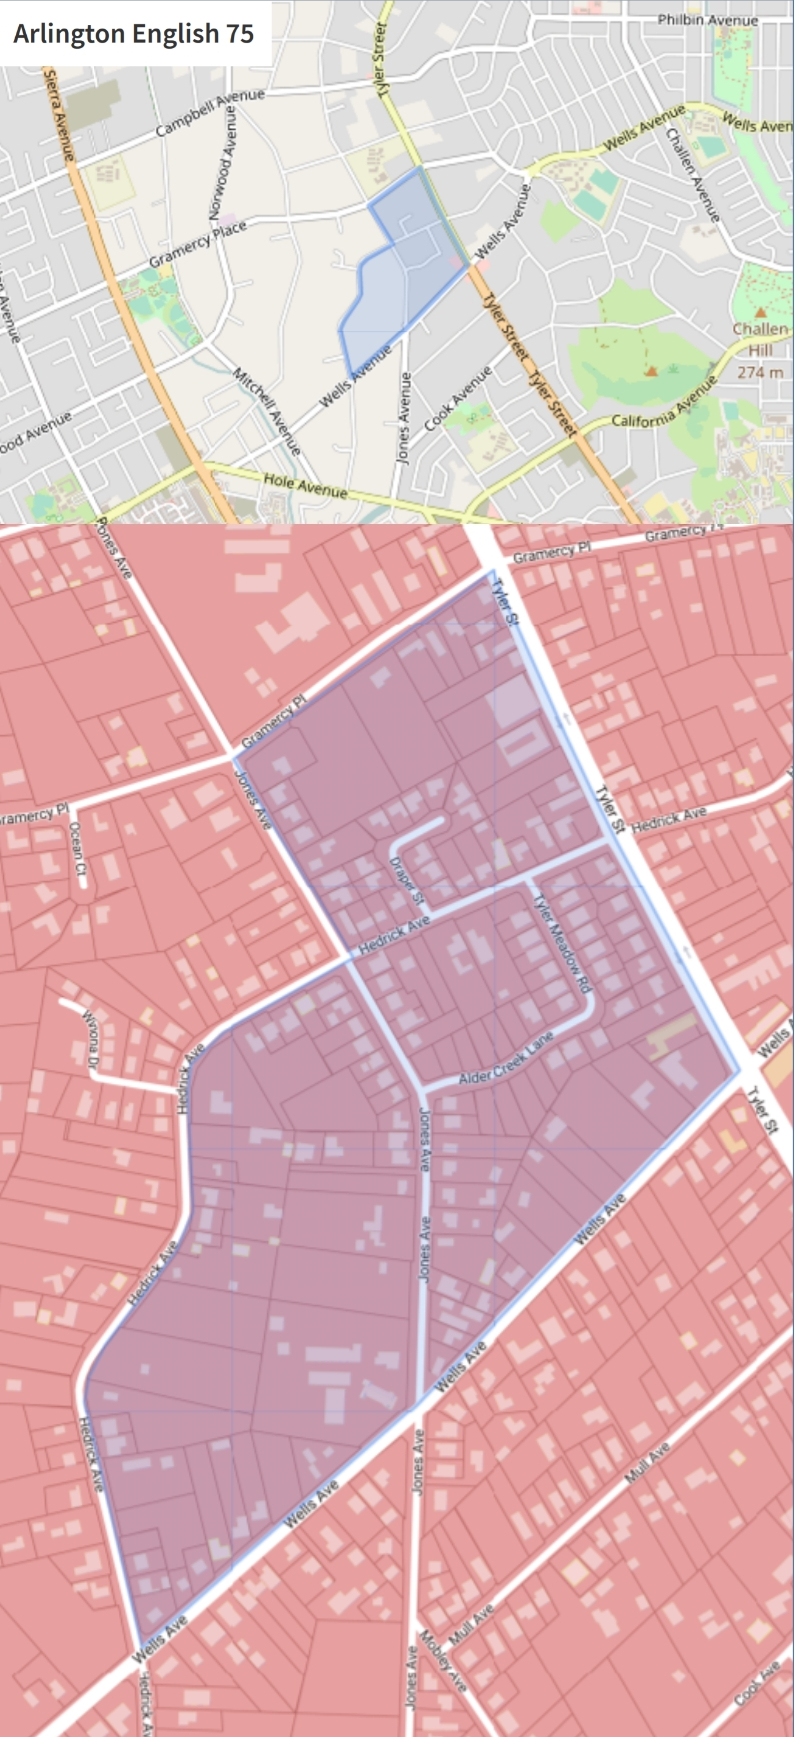 Arlington English 75
Philbin Avenue
Tyler Street
Sierra Avenue
Campbell Avenue
Norwood Avenue
Wells Avenue
Wells Aven
Challen Avenue
Wells Avenue
Gramercy Place
Tyler Street
Tyler Street
Challen
Hill
274 m
Wells Avenue
Mitchell Avenue
Jones Avenue
Cook Avenue
California Avenue
ood Avenue
Hole Avenue
Jones Ave
Gramercy Pl
Gramercy Pl
Tyler St
Gramercy Pl
Jones Ave
Gramercy Pl
Ocean Ct
Tyler St
Hedrick Ave
Draper St
Hedrick Ave
Tyler Meadow Rd
Wynona Dr
Hedrick Ave
Alder Creek Lane
Wells A
Tyler St
Jones Ave
Jones Ave
Wells Ave
Hedrick Ave
Wells Ave
Hedrick Ave
Jones Ave
Mull Ave
Wells Ave
Wells Ave
Mull Ave
Mobley Ave
Jones Ave
Hedrick Av
Cook Ave